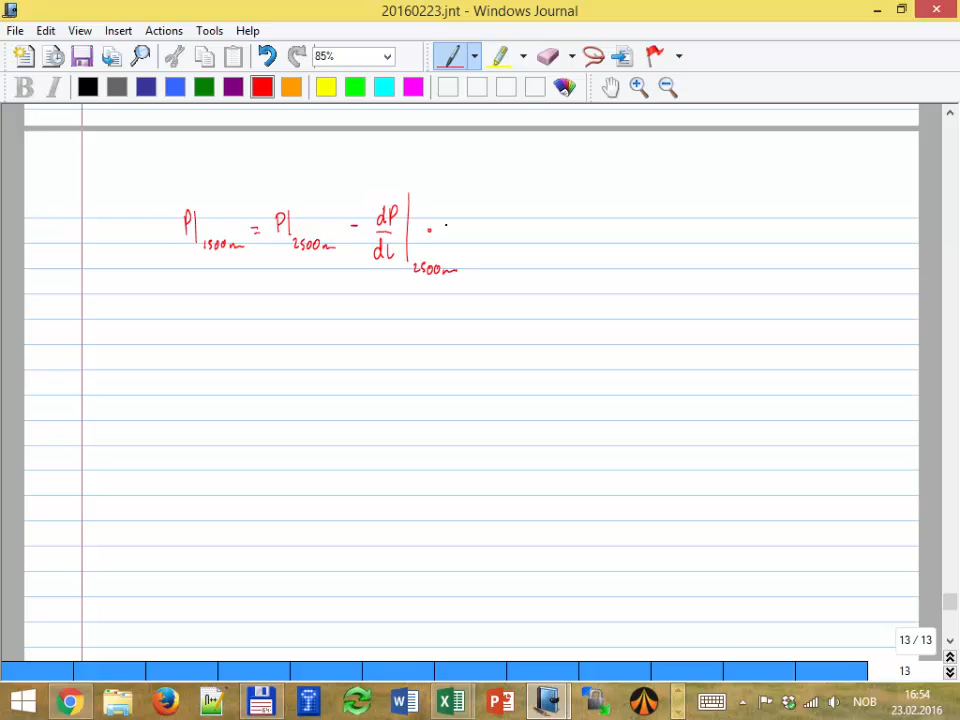 20160223.jnt - Windows Journal
File Edit View Insert Actions Tools Help
85%
B I
P|1500m = P|2500m - dP/dL|2500m ·
13 / 13
13
NOB
16:54
23.02.2016